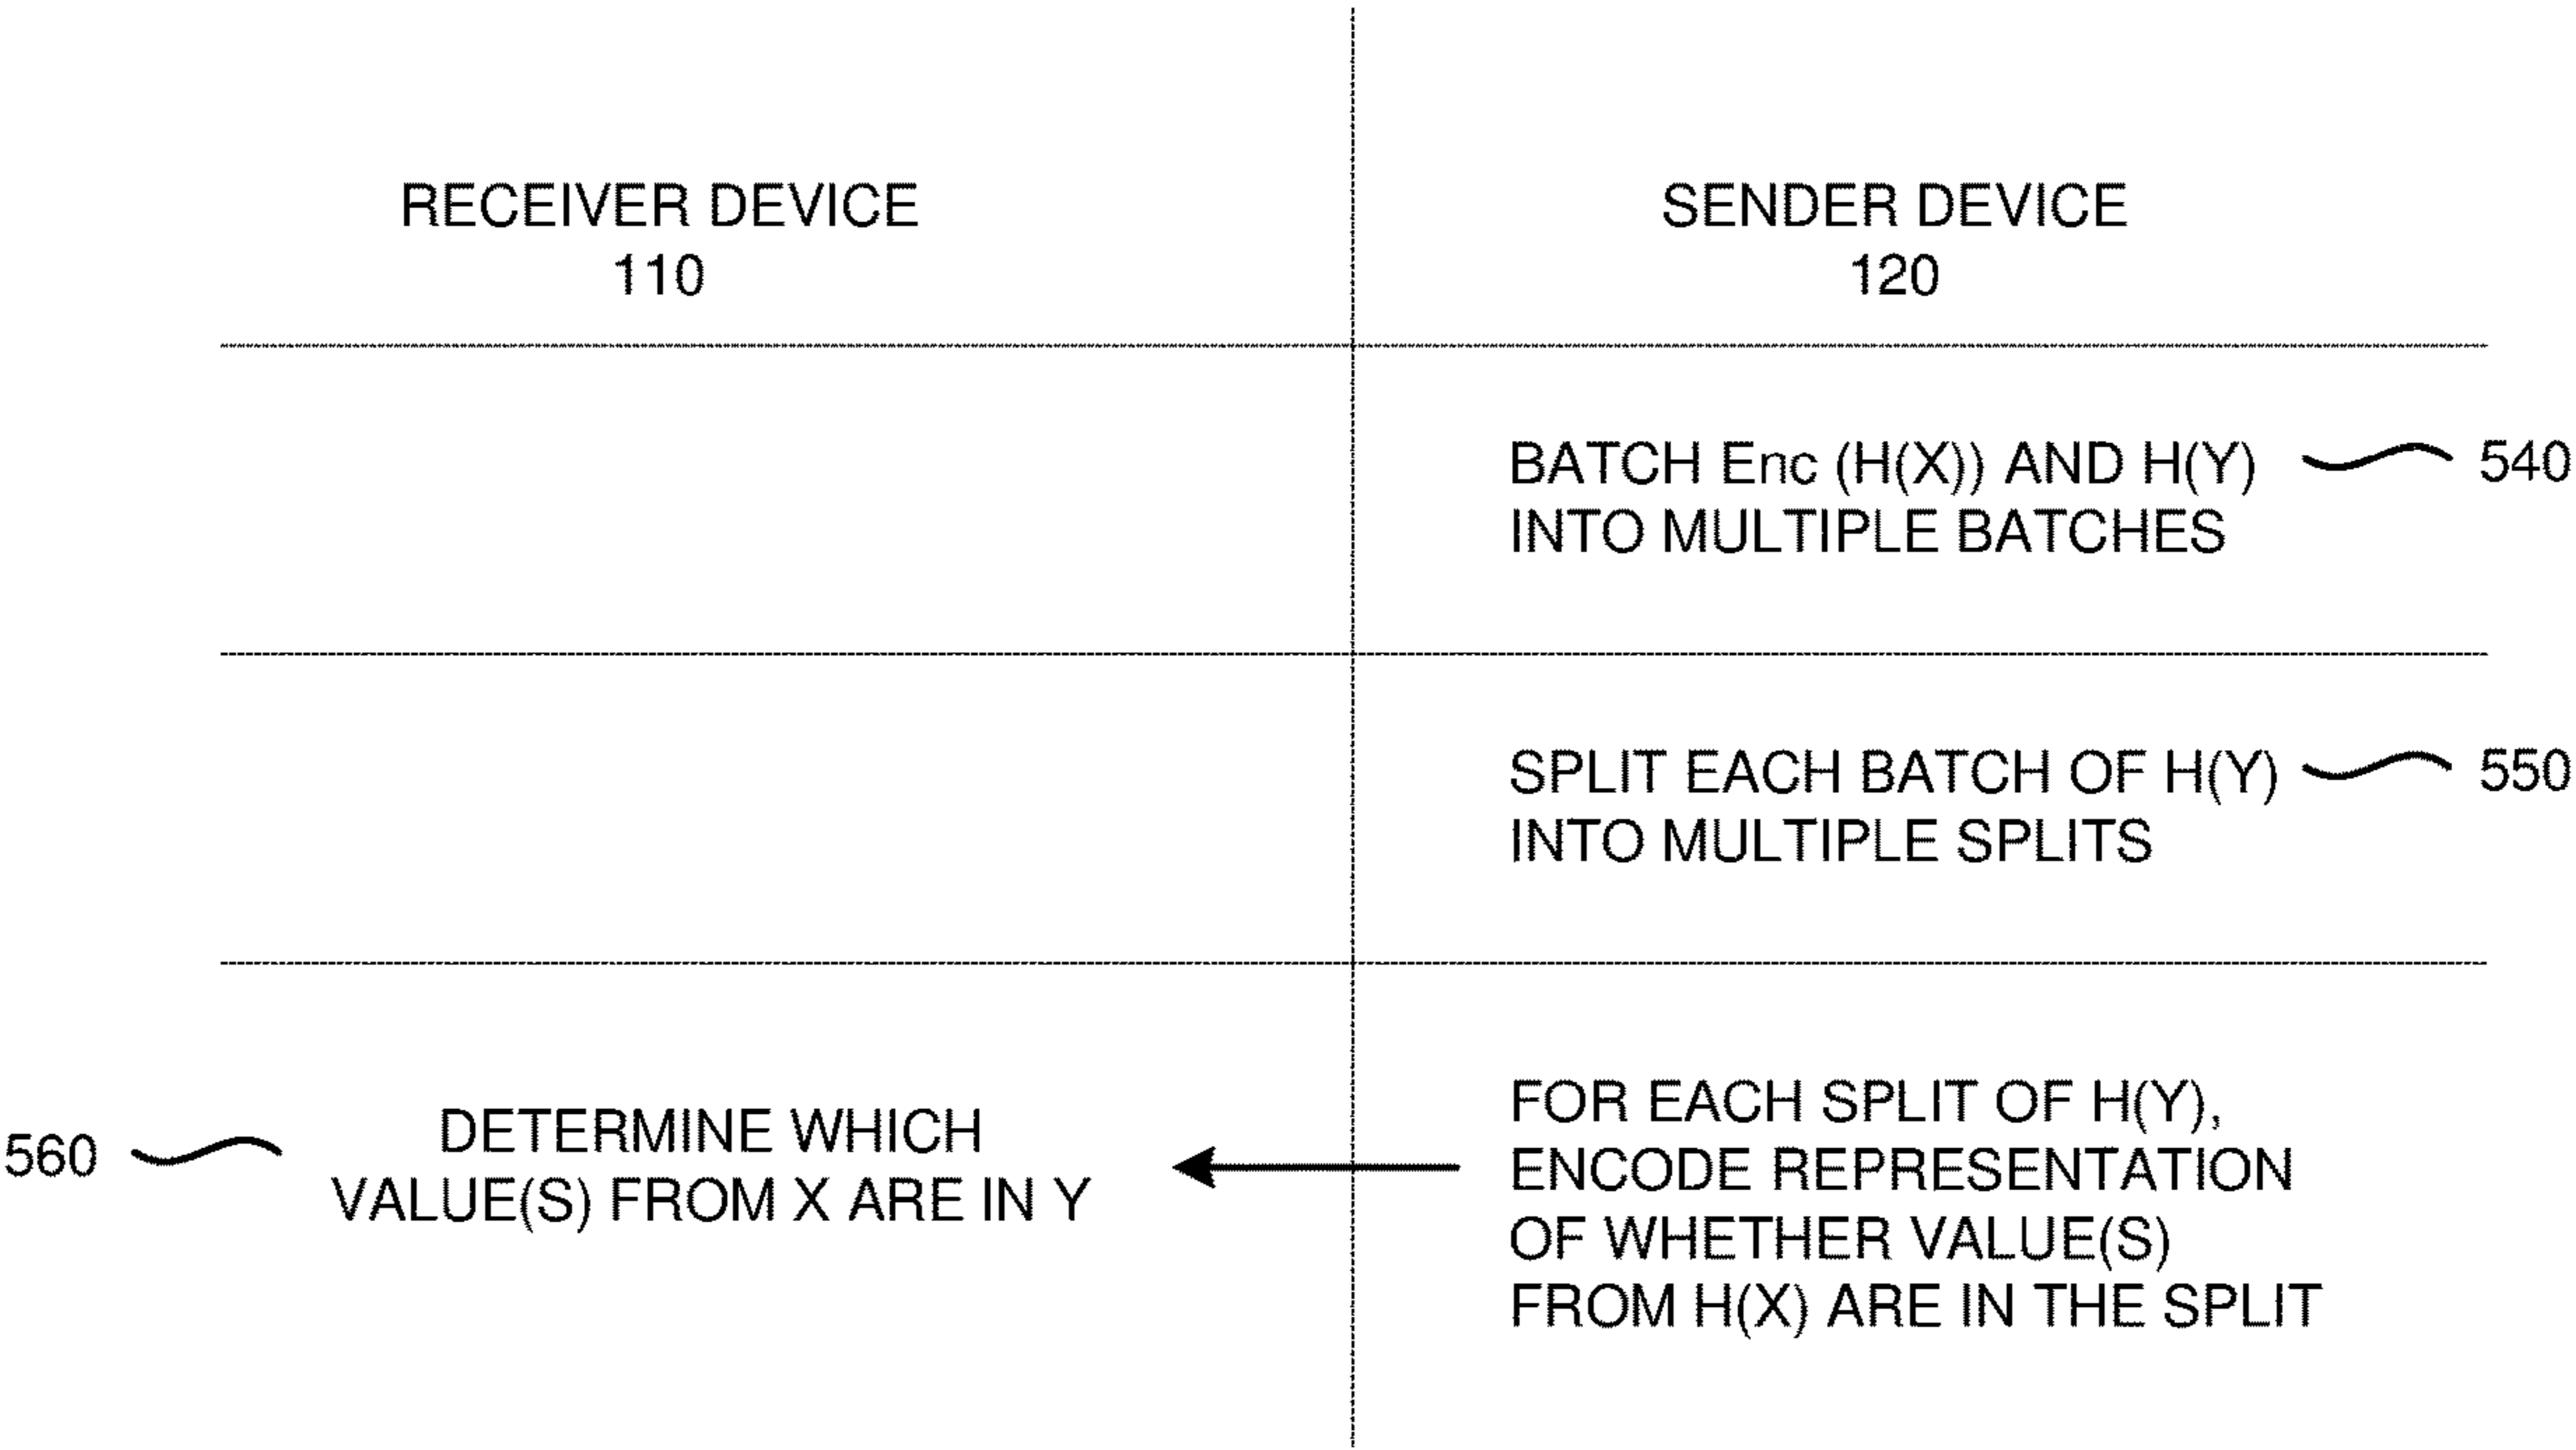 RECEIVER DEVICE
110
SENDER DEVICE
120
BATCH Enc (H(X)) AND H(Y)
INTO MULTIPLE BATCHES
540
SPLIT EACH BATCH OF H(Y)
INTO MULTIPLE SPLITS
550
560
DETERMINE WHICH
VALUE(S) FROM X ARE IN Y
FOR EACH SPLIT OF H(Y),
ENCODE REPRESENTATION
OF WHETHER VALUE(S)
FROM H(X) ARE IN THE SPLIT